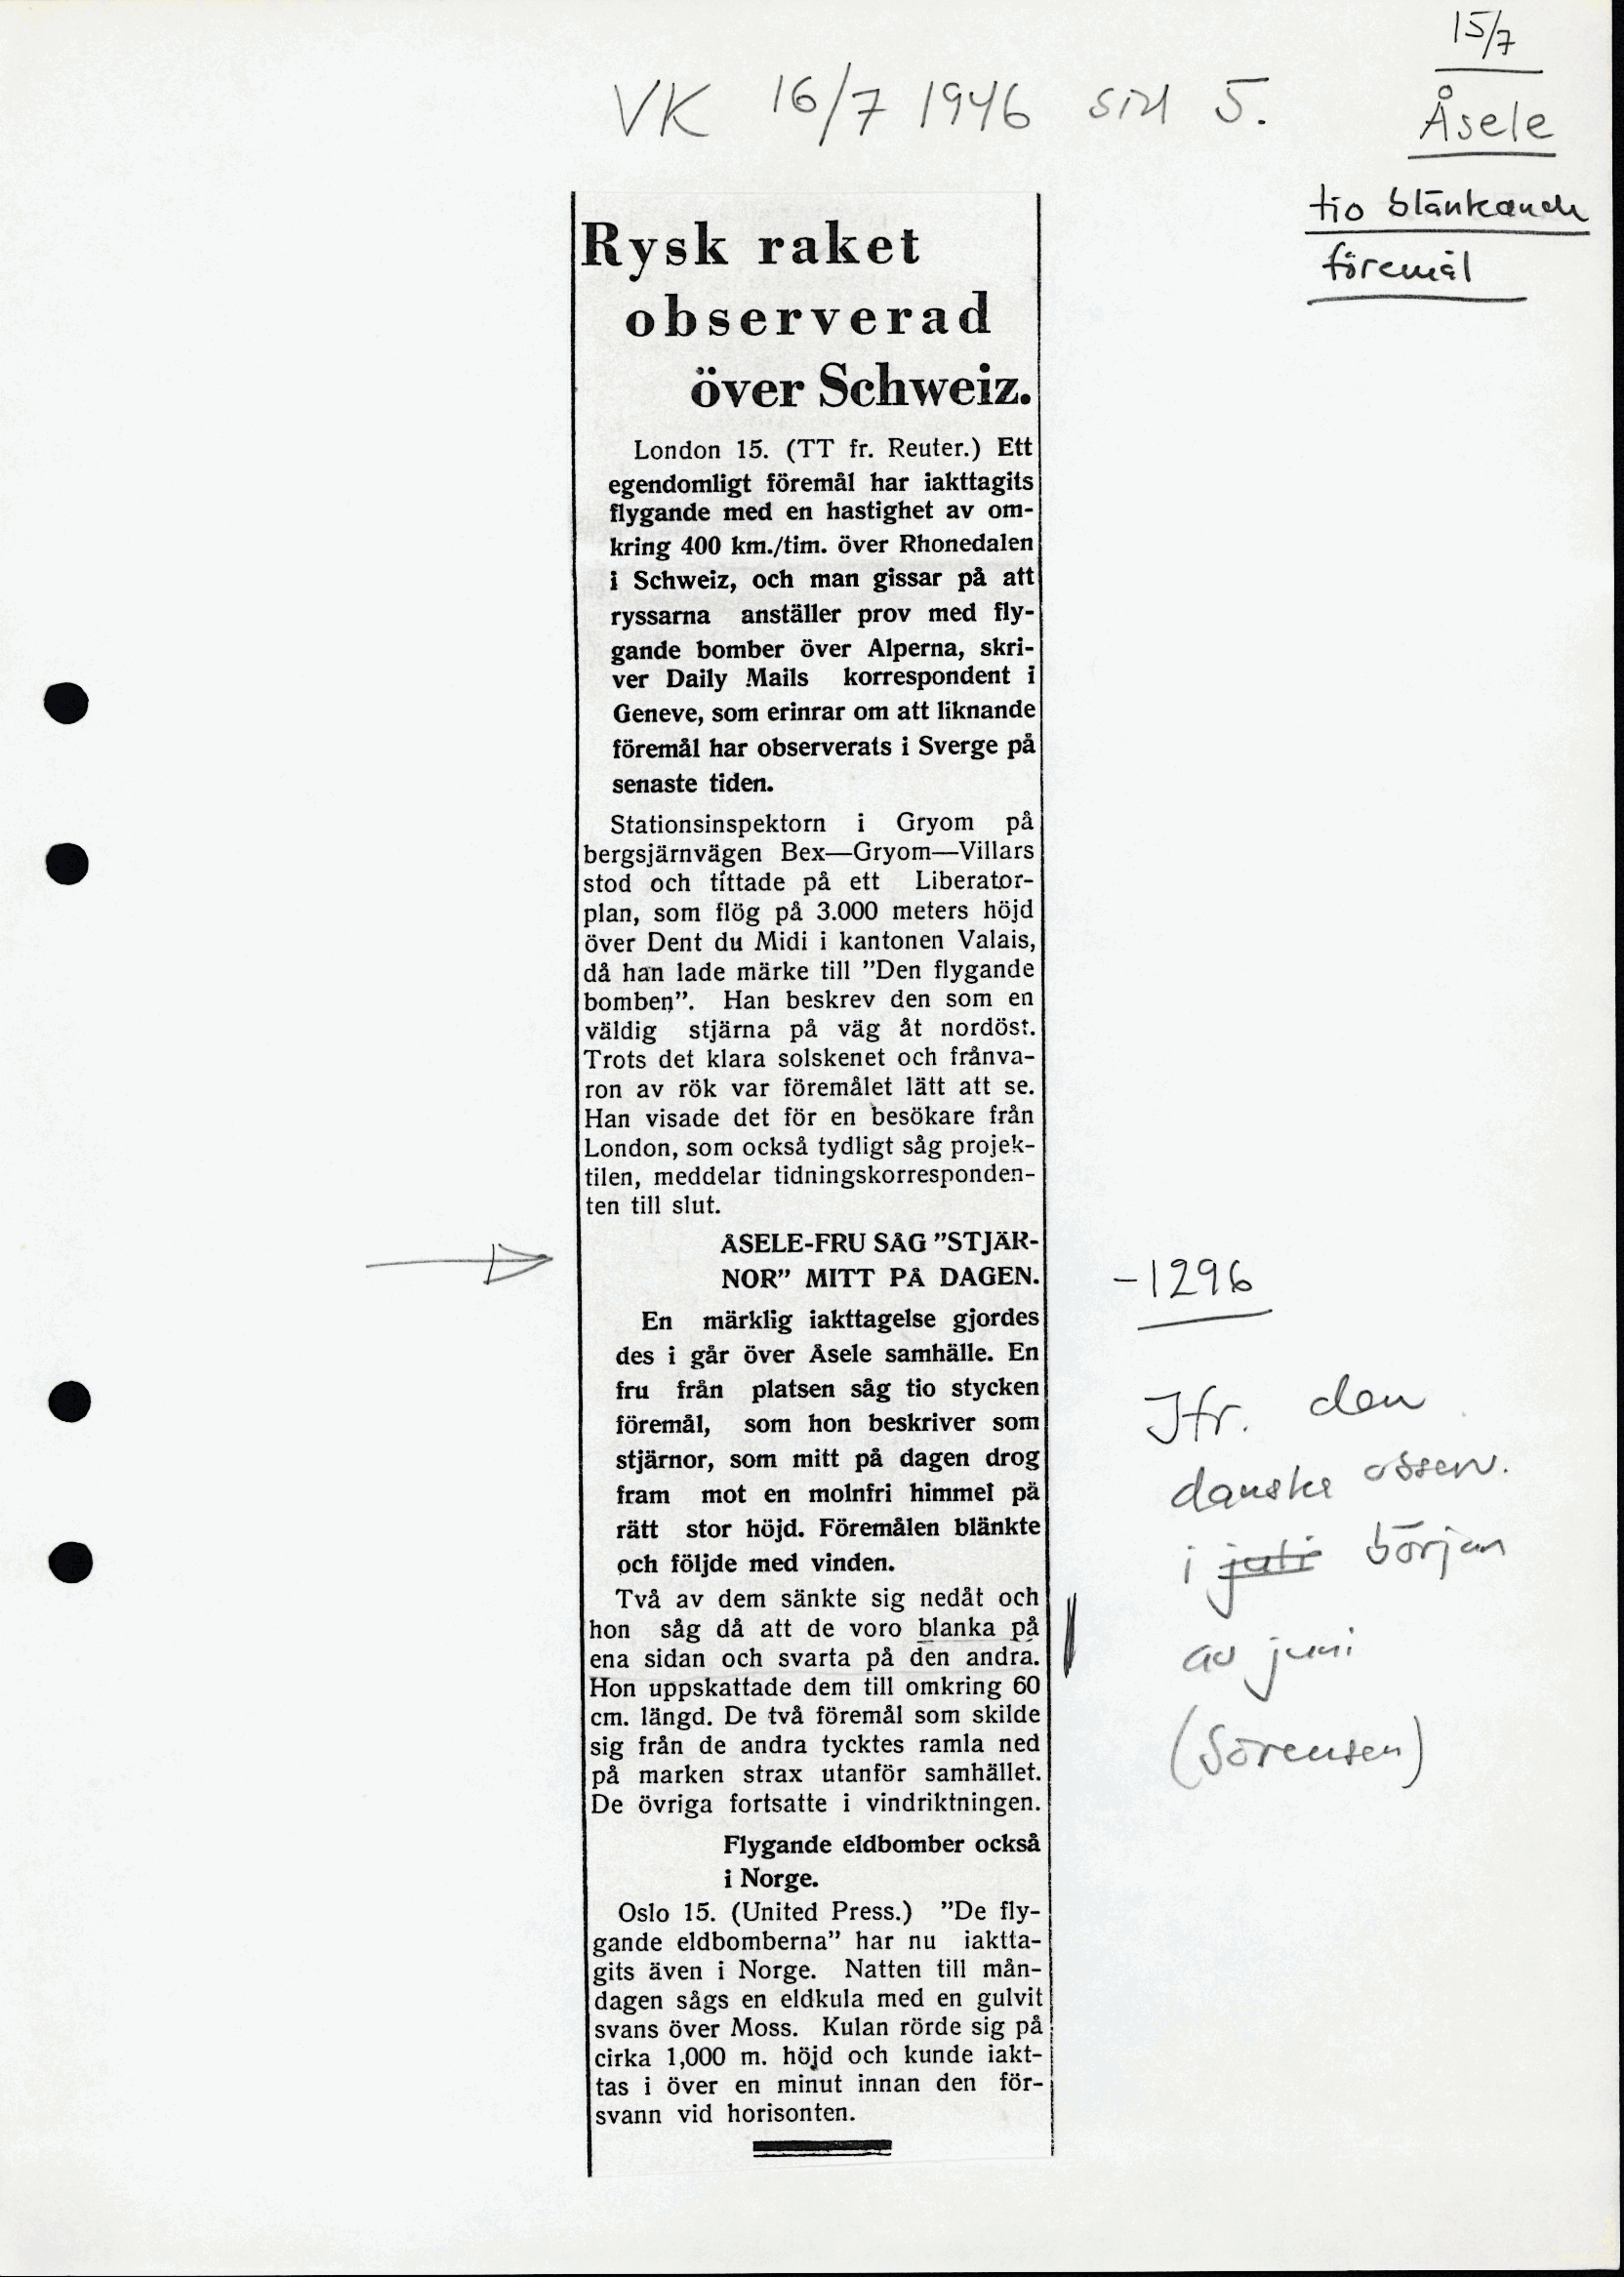 15/7
VK 16/7 1946 sid 5.
Åsele
tio blänkande
föremål
Rysk raket
observerad
över Schweiz.
London 15. (TT fr. Reuter.) Ett
egendomligt föremål har iakttagits
flygande med en hastighet av om-
kring 400 km./tim. över Rhonedalen
i Schweiz, och man gissar på att
ryssarna anställer prov med fly-
gande bomber över Alperna, skri-
ver Daily Mails korrespondent i
Geneve, som erinrar om att liknande
föremål har observerats i Sverge på
senaste tiden.
Stationsinspektorn i Gryom på
bergsjärnvägen Bex—Gryom—Villars
stod och tittade på ett Liberator-
plan, som flög på 3.000 meters höjd
över Dent du Midi i kantonen Valais,
då han lade märke till ”Den flygande
bomben”. Han beskrev den som en
väldig stjärna på väg åt nordöst.
Trots det klara solskenet och frånva-
ron av rök var föremålet lätt att se.
Han visade det för en besökare från
London, som också tydligt såg projek-
tilen, meddelar tidningskorresponden-
ten till slut.
ÅSELE-FRU SÅG ”STJÄR-
NOR” MITT PÅ DAGEN.
En märklig iakttagelse gjordes
des i går över Åsele samhälle. En
fru från platsen såg tio stycken
föremål, som hon beskriver som
stjärnor, som mitt på dagen drog
fram mot en molnfri himmel på
rätt stor höjd. Föremålen blänkte
och följde med vinden.
Två av dem sänkte sig nedåt och
hon såg då att de voro blanka på
ena sidan och svarta på den andra.
Hon uppskattade dem till omkring 60
cm. längd. De två föremål som skilde
sig från de andra tycktes ramla ned
på marken strax utanför samhället.
De övriga fortsatte i vindriktningen.
Flygande eldbomber också
i Norge.
Oslo 15. (United Press.) ”De fly-
gande eldbomberna” har nu iaktta-
gits även i Norge. Natten till mån-
dagen sågs en eldkula med en gulvit
svans över Moss. Kulan rörde sig på
cirka 1,000 m. höjd och kunde iakt-
tas i över en minut innan den för-
svann vid horisonten.
-1296
Jfr. den
danska observ.
i juli början
av juni
(Sörensen)